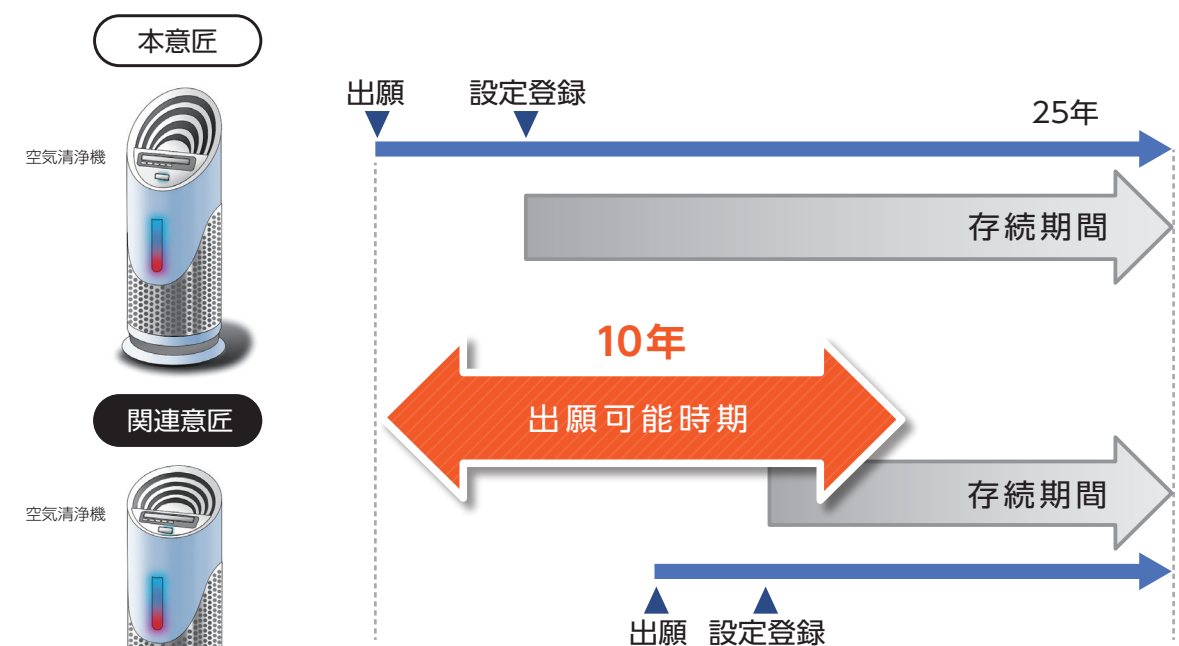 本意匠
出願
設定登録
25年
空気清浄機
存続期間
10年
出願可能時期
関連意匠
空気清浄機
存続期間
出願
設定登録